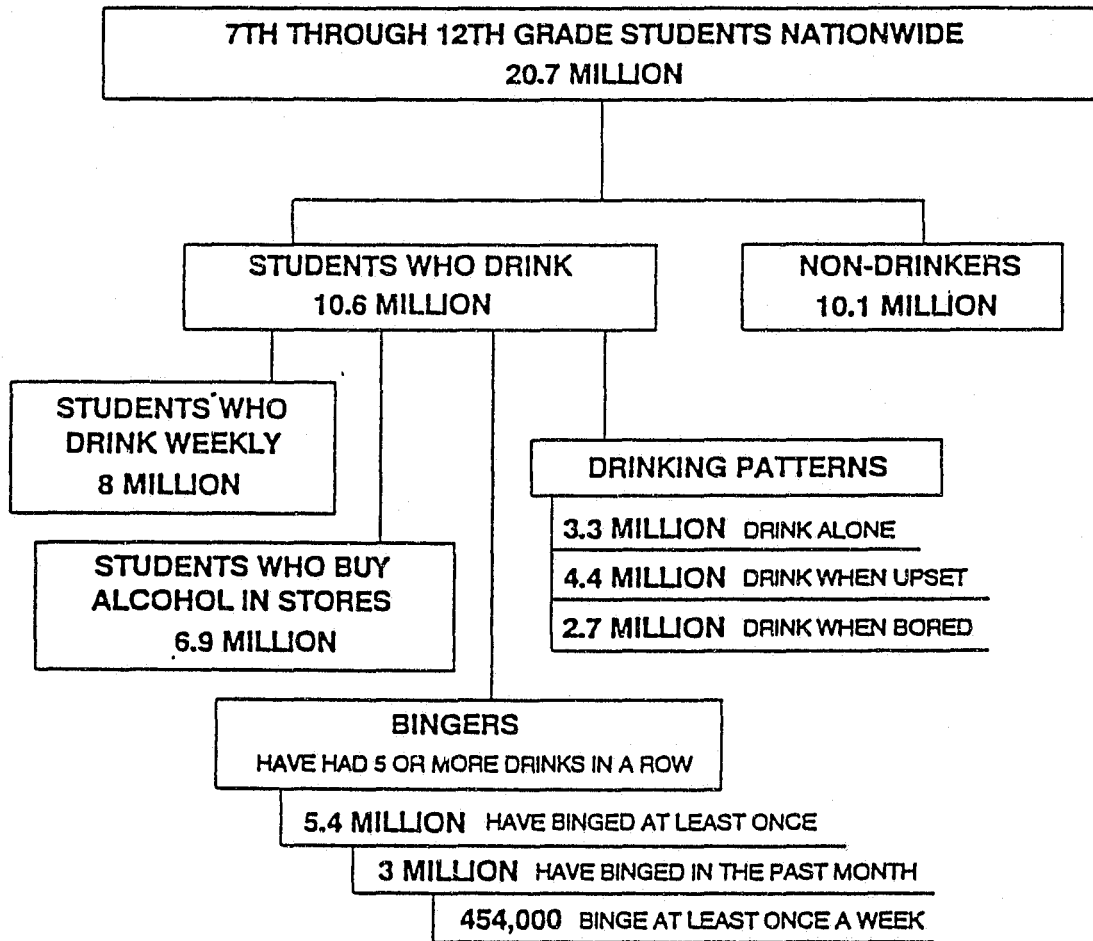 7TH THROUGH 12TH GRADE STUDENTS NATIONWIDE
20.7 MILLION
STUDENTS WHO DRINK
10.6 MILLION
NON-DRINKERS
10.1 MILLION
STUDENTS WHO
DRINK WEEKLY
8 MILLION
DRINKING PATTERNS
3.3 MILLION DRINK ALONE
4.4 MILLION DRINK WHEN UPSET
2.7 MILLION DRINK WHEN BORED
STUDENTS WHO BUY
ALCOHOL IN STORES
6.9 MILLION
BINGERS
HAVE HAD 5 OR MORE DRINKS IN A ROW
5.4 MILLION HAVE BINGED AT LEAST ONCE
3 MILLION HAVE BINGED IN THE PAST MONTH
454,000 BINGE AT LEAST ONCE A WEEK